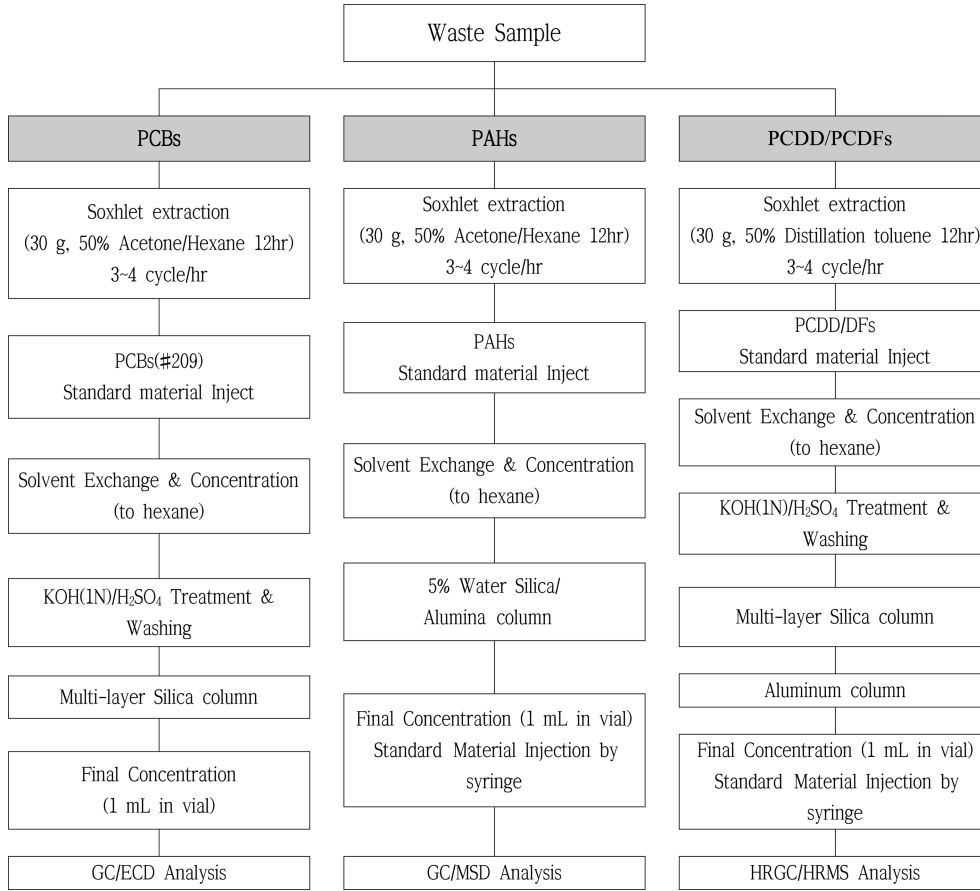 Waste Sample
PCBs
Soxhlet extraction
(30 g, 50% Acetone/Hexane 12hr)
3~4 cycle/hr
PCBs(#209)
Standard material Inject
Solvent Exchange & Concentration
(to hexane)
KOH(1N)/H₂SO₄ Treatment &
Washing
Multi-layer Silica column
Final Concentration
(1 mL in vial)
GC/ECD Analysis
PAHs
Soxhlet extraction
(30 g, 50% Acetone/Hexane 12hr)
3~4 cycle/hr
PAHs
Standard material Inject
Solvent Exchange & Concentration
(to hexane)
5% Water Silica/
Alumina column
Final Concentration (1 mL in vial)
Standard Material Injection by
syringe
GC/MSD Analysis
PCDD/PCDFs
Soxhlet extraction
(30 g, 50% Distillation toluene 12hr)
3~4 cycle/hr
PCDD/DFs
Standard material Inject
Solvent Exchange & Concentration
(to hexane)
KOH(1N)/H₂SO₄ Treatment &
Washing
Multi-layer Silica column
Aluminum column
Final Concentration (1 mL in vial)
Standard Material Injection by
syringe
HRGC/HRMS Analysis